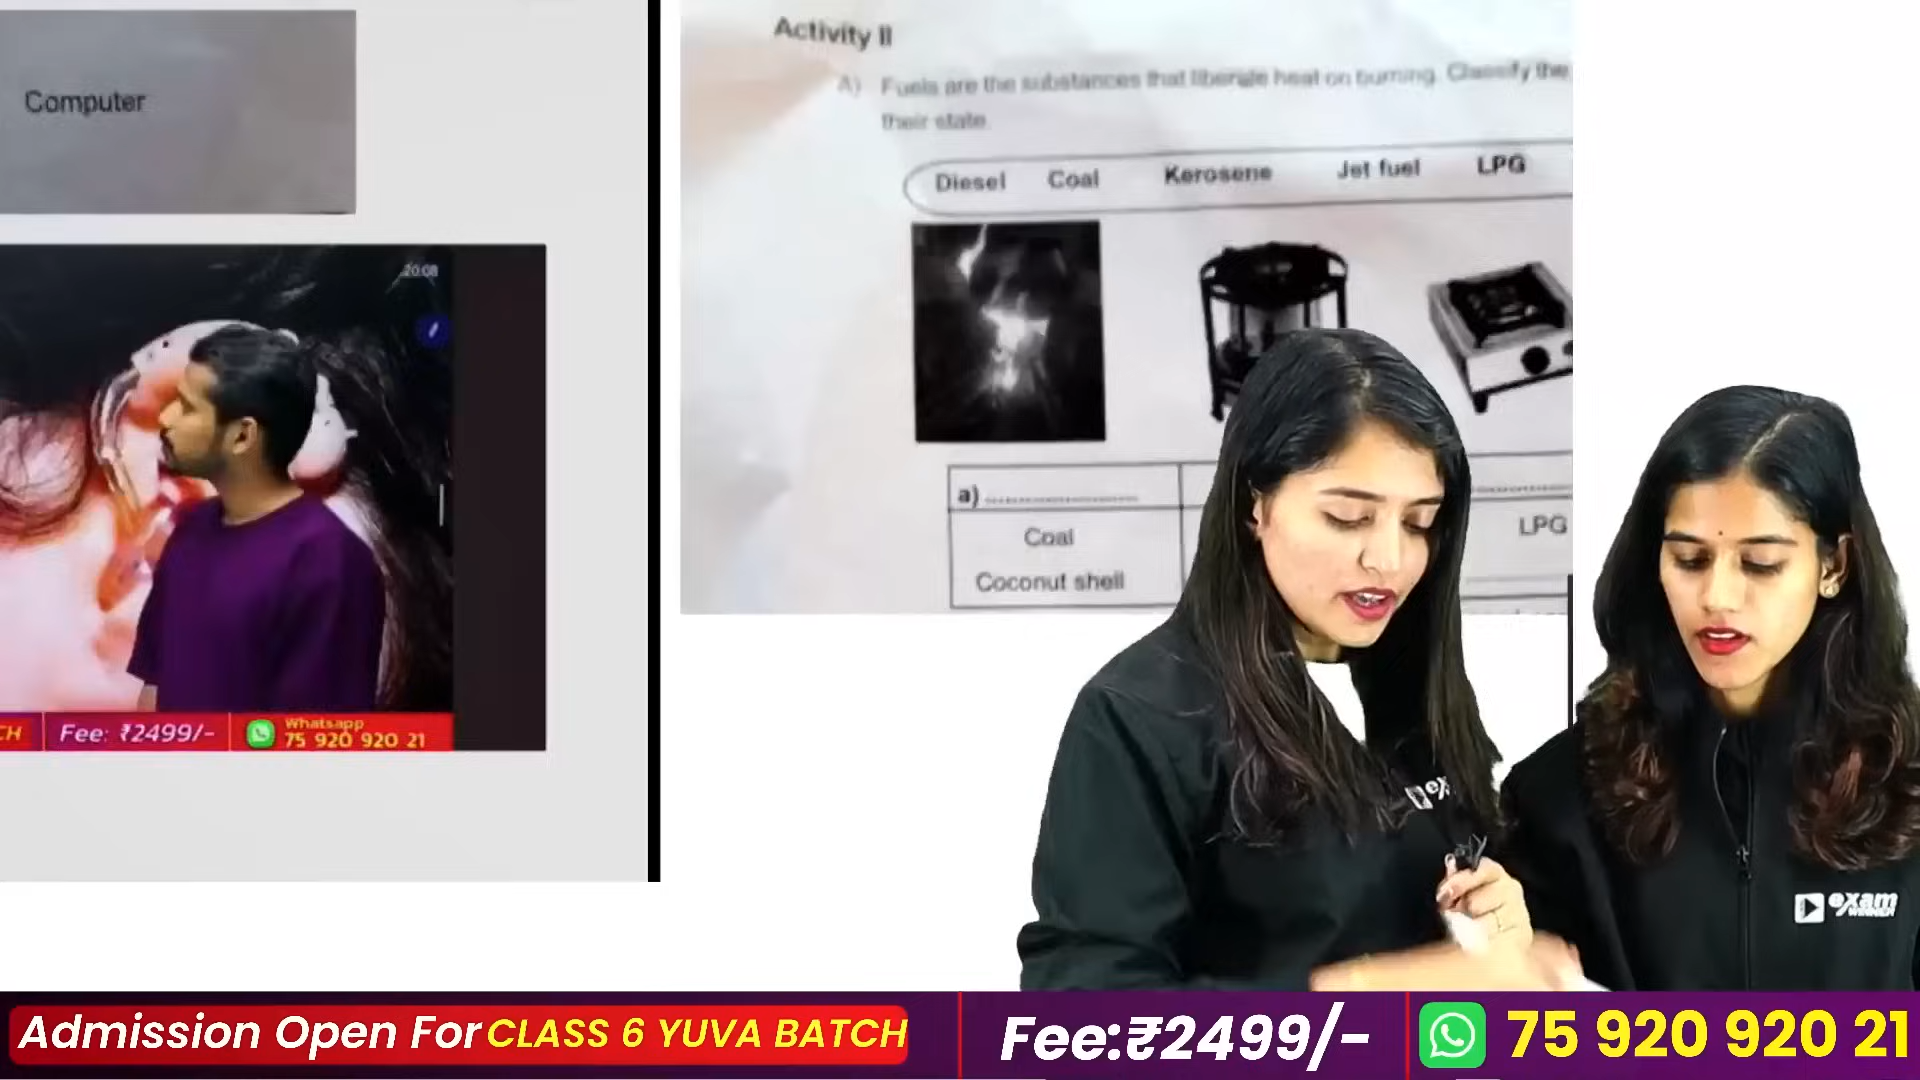 Computer
20:08
CH
Fee: ₹2499/-
Whatsapp
75 920 920 21
Activity II
A) Fuels are the substances that liberate heat on burning. Classify the
their state.
Diesel Coal Kerosene Jet fuel LPG
a) ........................
Coal
LPG
Coconut shell
exam
WINNER
Admission Open For CLASS 6 YUVA BATCH
Fee:₹2499/-
75 920 920 21